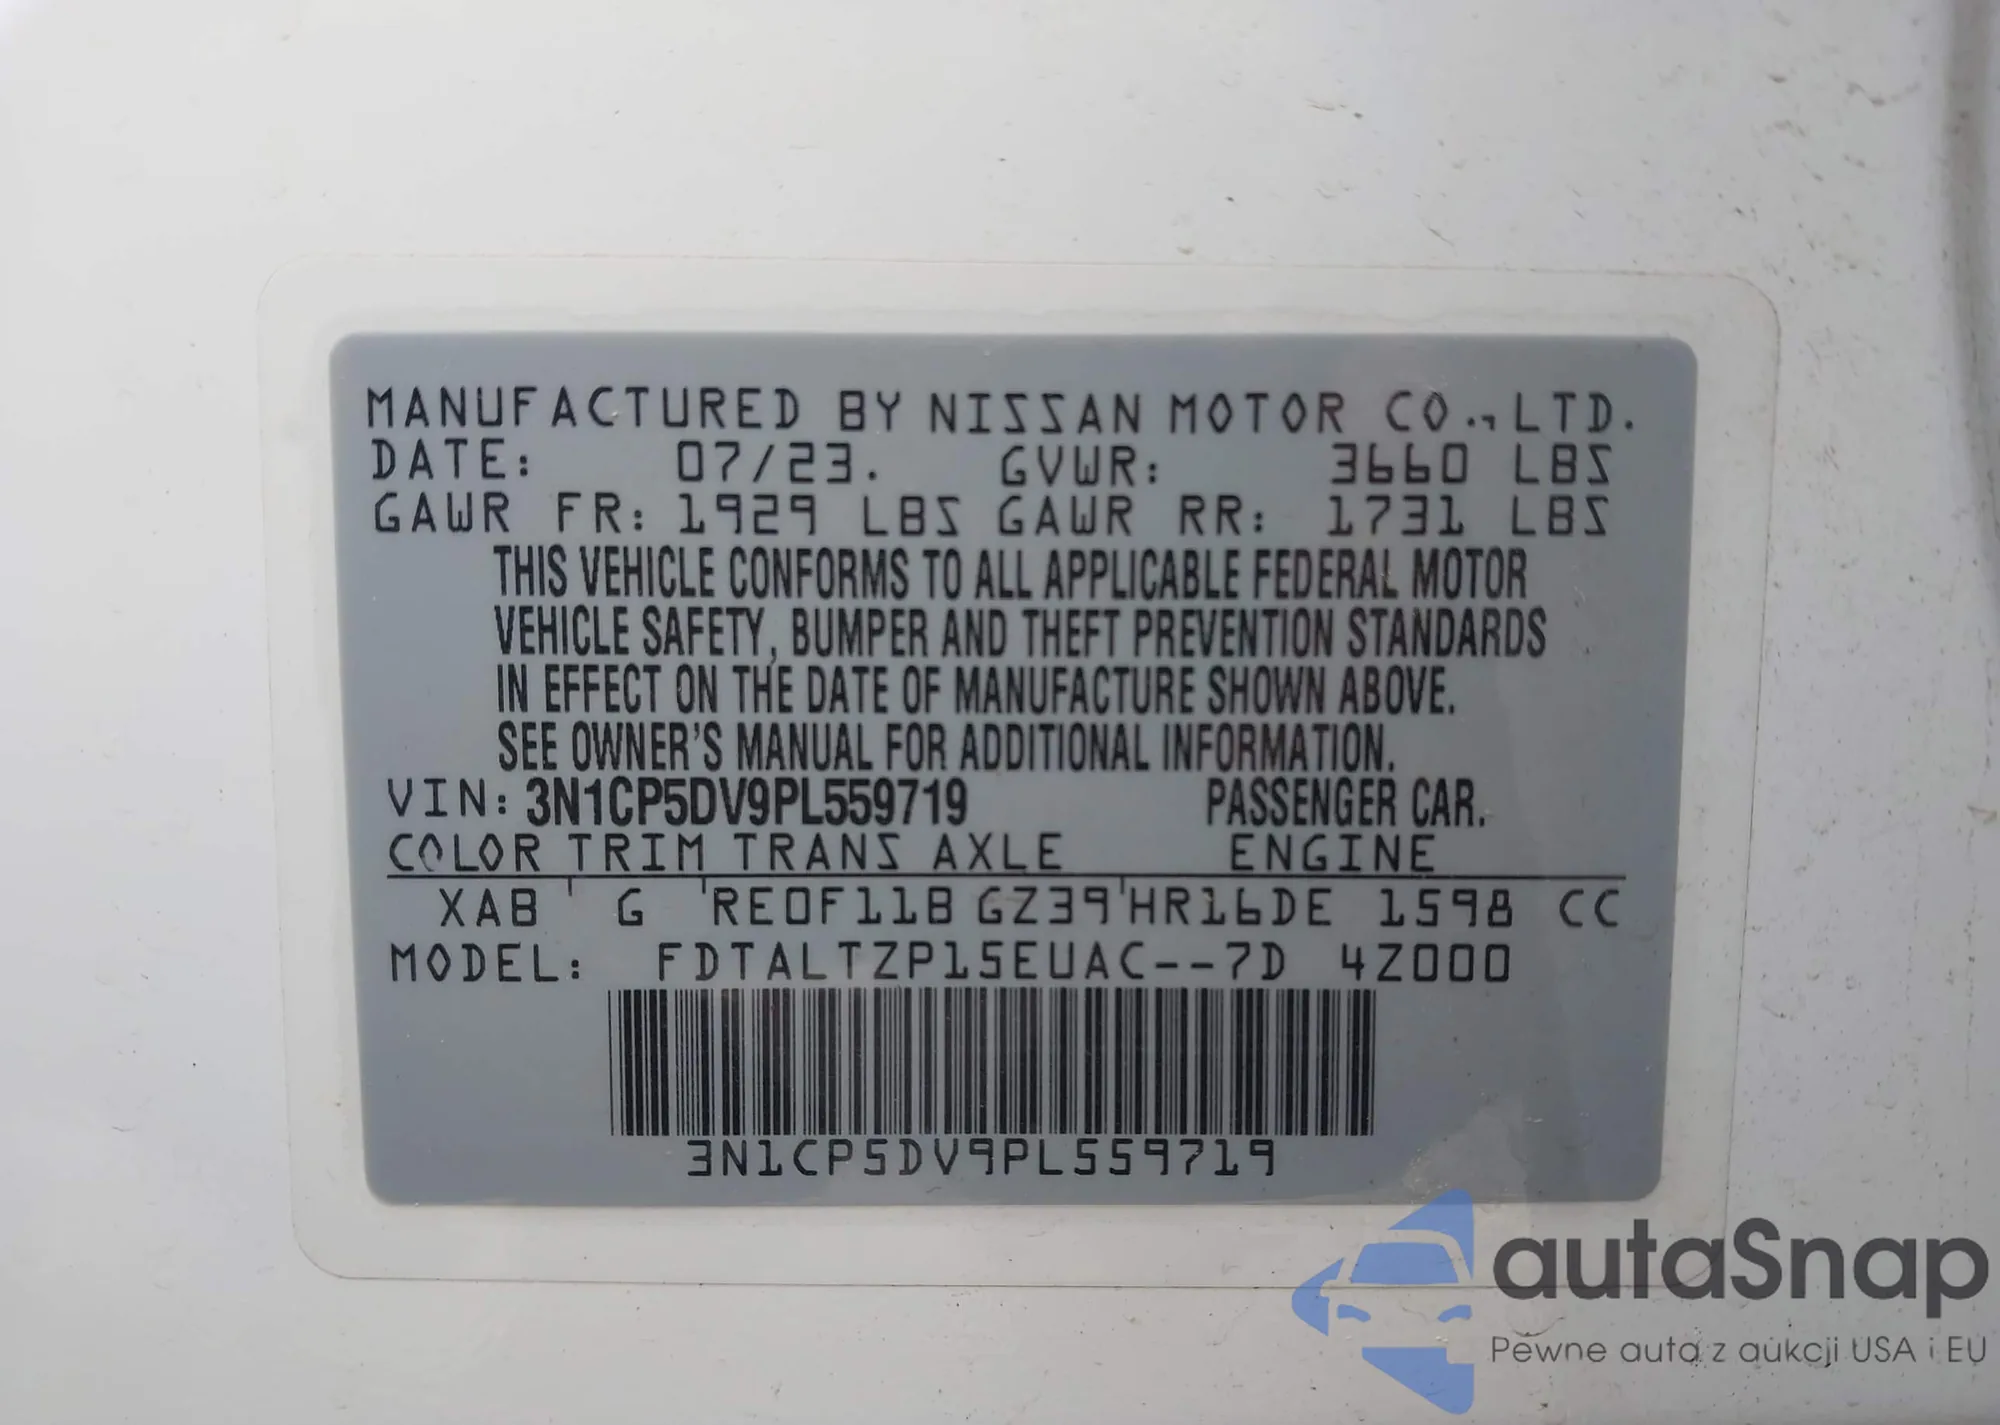 MANUFACTURED BY NISSAN MOTOR CO., LTD.
DATE: 07/23. GVWR: 3660 LBS
GAWR FR: 1929 LBS GAWR RR: 1731 LBS
THIS VEHICLE CONFORMS TO ALL APPLICABLE FEDERAL MOTOR
VEHICLE SAFETY, BUMPER AND THEFT PREVENTION STANDARDS
IN EFFECT ON THE DATE OF MANUFACTURE SHOWN ABOVE.
SEE OWNER'S MANUAL FOR ADDITIONAL INFORMATION.
VIN: 3N1CP5DV9PL559719 PASSENGER CAR.
COLOR TRIM TRANS AXLE ENGINE
XAB G RE0F11B GZ39 HR16DE 1598 CC
MODEL: FDTALTZP15EUAC--7D 4Z000
3N1CP5DV9PL559719
autaSnap
Pewne auta z aukcji USA i EU